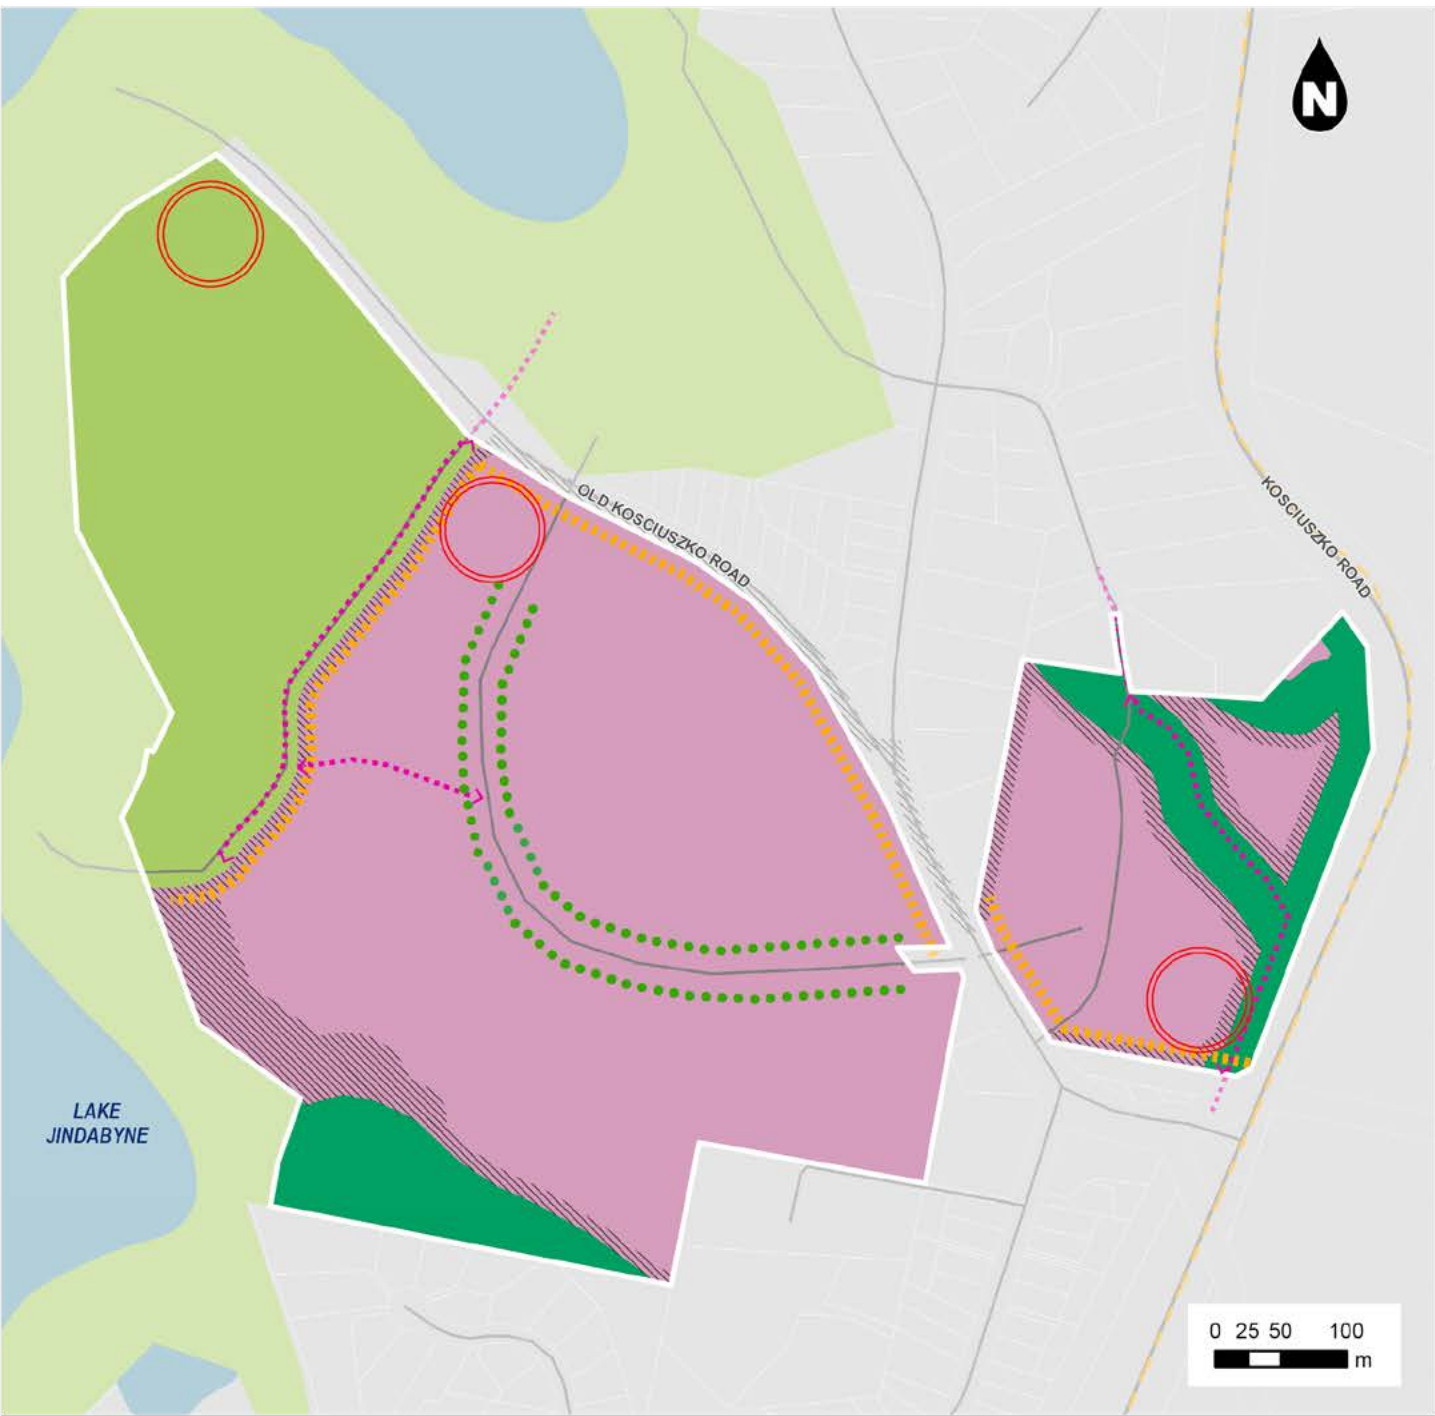 N
OLD KOSCIUSZKO ROAD
KOSCIUSZKO ROAD
LAKE
JINDABYNE
0 25 50 100
m